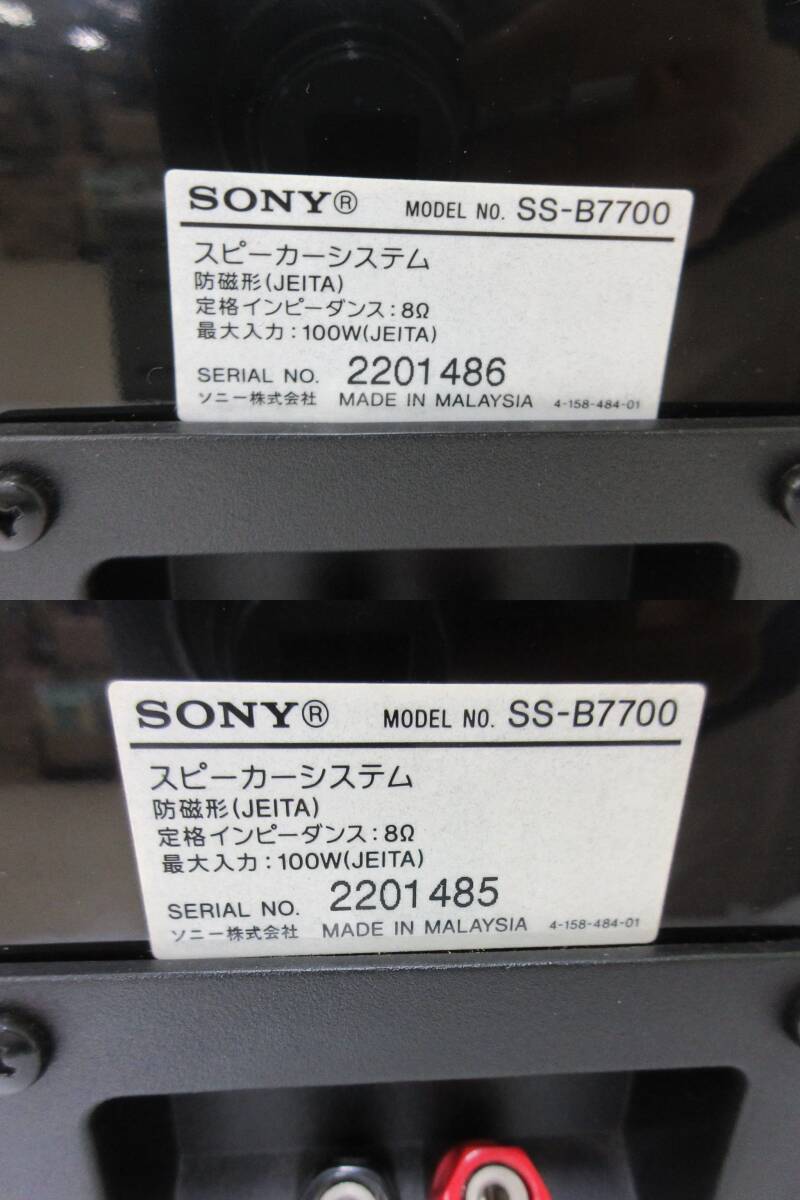 SONY® MODEL NO. SS-B7700
スピーカーシステム
防磁形(JEITA)
定格インピーダンス:8Ω
最大入力:100W(JEITA)
SERIAL NO. 2201486
ソニー株式会社 MADE IN MALAYSIA 4-158-484-01
SONY® MODEL NO. SS-B7700
スピーカーシステム
防磁形(JEITA)
定格インピーダンス:8Ω
最大入力:100W(JEITA)
SERIAL NO. 2201485
ソニー株式会社 MADE IN MALAYSIA 4-158-484-01